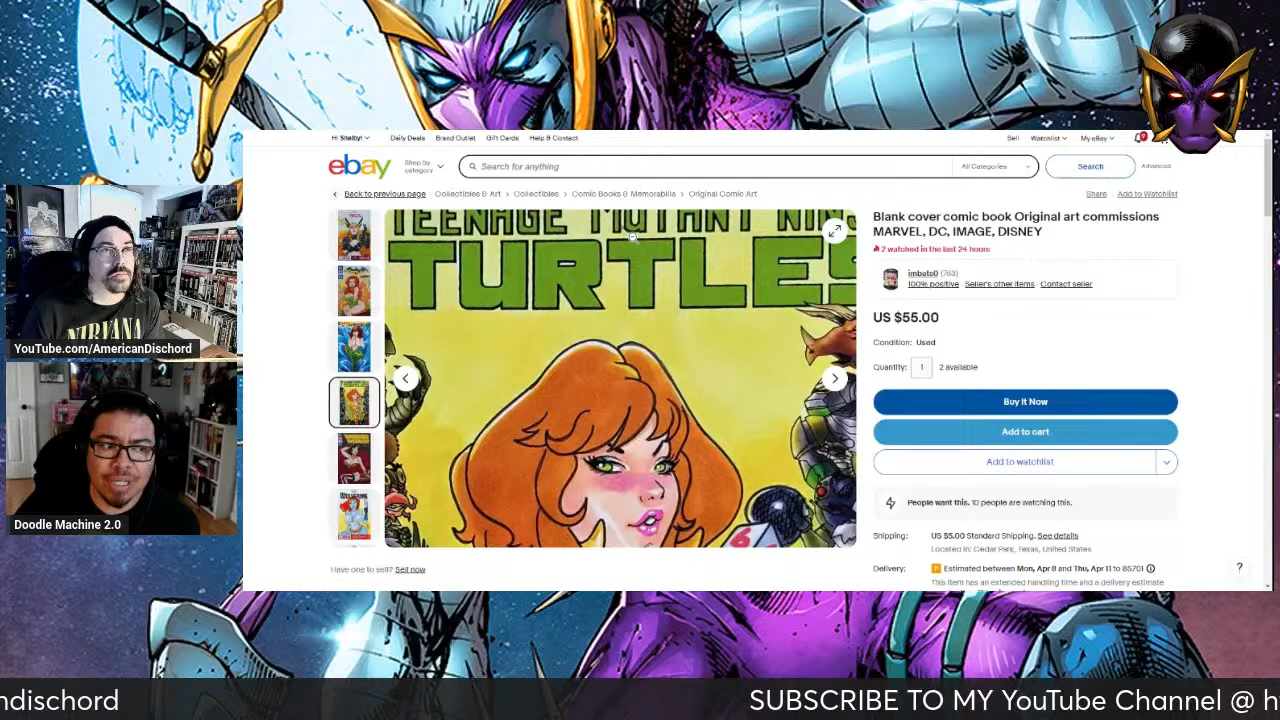 Hi Shelby!
Daily Deals
Brand Outlet
Gift Cards
Help & Contact
Sell
Watchlist
My eBay
9
ebay
Shop by category
Search for anything
All Categories
Search
Advanced
Back to previous page
Collectibles & Art > Collectibles > Comic Books & Memorabilia > Original Comic Art
Share
Add to Watchlist
TEENAGE MUTANT NIN
TURTLES
Blank cover comic book Original art commissions
MARVEL, DC, IMAGE, DISNEY
2 watched in the last 24 hours
imbats0 (763)
100% positive · Seller's other items · Contact seller
US $55.00
Condition: Used
Quantity: 1 2 available
Buy It Now
Add to cart
Add to watchlist
People want this. 10 people are watching this.
Shipping: US $5.00 Standard Shipping. See details
Located in: Cedar Park, Texas, United States
Delivery: Estimated between Mon, Apr 8 and Thu, Apr 11 to 85701
This item has an extended handling time and a delivery estimate
Have one to sell? Sell now
?
NIRVANA
YouTube.com/AmericanDischord
Doodle Machine 2.0
ndischord
SUBSCRIBE TO MY YouTube Channel @ h